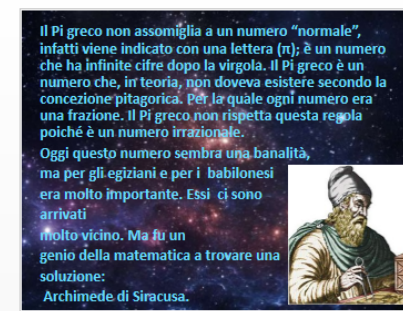 Il Pi greco non assomiglia a un numero “normale”,
infatti viene indicato con una lettera (π); è un numero
che ha infinite cifre dopo la virgola. Il Pi greco è un
numero che, in teoria, non doveva esistere secondo la
concezione pitagorica. Per la quale ogni numero era
una frazione. Il Pi greco non rispetta questa regola
poiché è un numero irrazionale.
Oggi questo numero sembra una banalità,
ma per gli egiziani e per i babilonesi
era molto importante. Essi ci sono
arrivati
molto vicino. Ma fu un
genio della matematica a trovare una
soluzione:
Archimede di Siracusa.